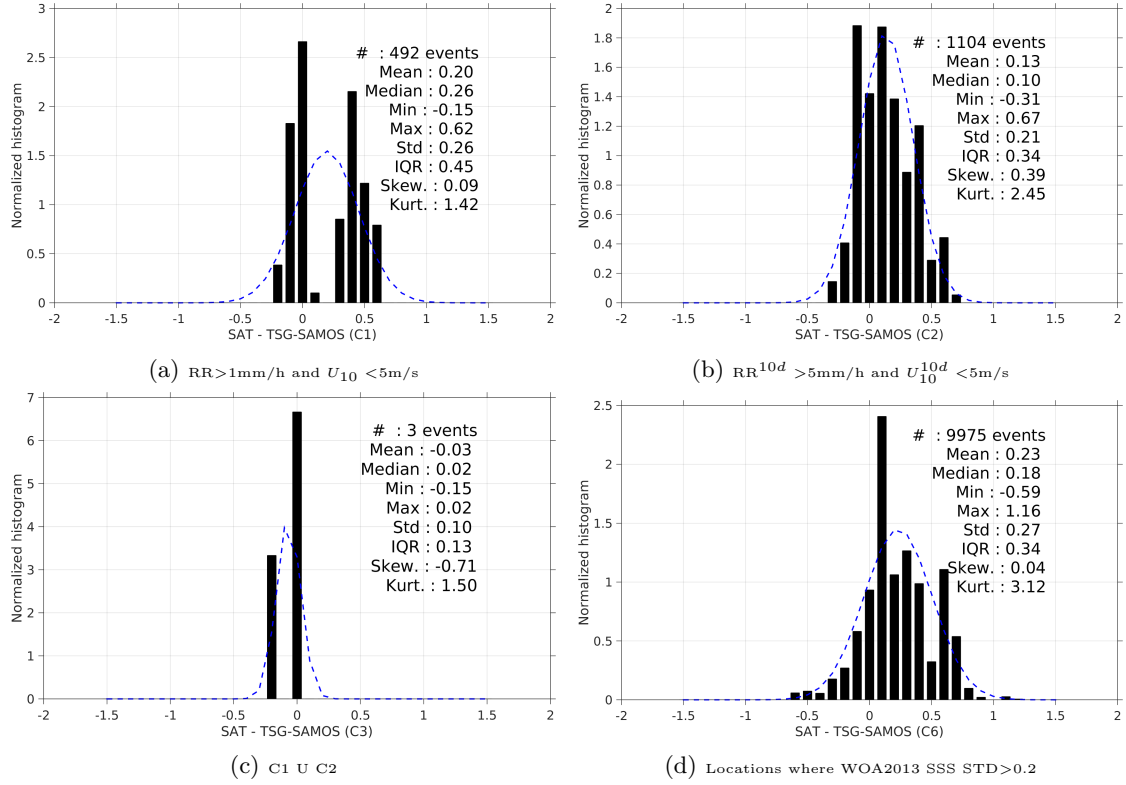 3
2.5
2
1.5
1
0.5
0
Normalized histogram
# : 492 events
Mean : 0.20
Median : 0.26
Min : -0.15
Max : 0.62
Std : 0.26
IQR : 0.45
Skew. : 0.09
Kurt. : 1.42
-2 -1.5 -1 -0.5 0 0.5 1 1.5 2
SAT - TSG-SAMOS (C1)
(a) RR>1mm/h and U10 <5m/s
2
1.8
1.6
1.4
1.2
1
0.8
0.6
0.4
0.2
0
Normalized histogram
# : 1104 events
Mean : 0.13
Median : 0.10
Min : -0.31
Max : 0.67
Std : 0.21
IQR : 0.34
Skew. : 0.39
Kurt. : 2.45
-2 -1.5 -1 -0.5 0 0.5 1 1.5 2
SAT - TSG-SAMOS (C2)
(b) RR^10d >5mm/h and U10^10d <5m/s
7
6
5
4
3
2
1
0
Normalized histogram
# : 3 events
Mean : -0.03
Median : 0.02
Min : -0.15
Max : 0.02
Std : 0.10
IQR : 0.13
Skew. : -0.71
Kurt. : 1.50
-2 -1.5 -1 -0.5 0 0.5 1 1.5 2
SAT - TSG-SAMOS (C3)
(c) C1 U C2
2.5
2
1.5
1
0.5
0
Normalized histogram
# : 9975 events
Mean : 0.23
Median : 0.18
Min : -0.59
Max : 1.16
Std : 0.27
IQR : 0.34
Skew. : 0.04
Kurt. : 3.12
-2 -1.5 -1 -0.5 0 0.5 1 1.5 2
SAT - TSG-SAMOS (C6)
(d) Locations where WOA2013 SSS STD>0.2